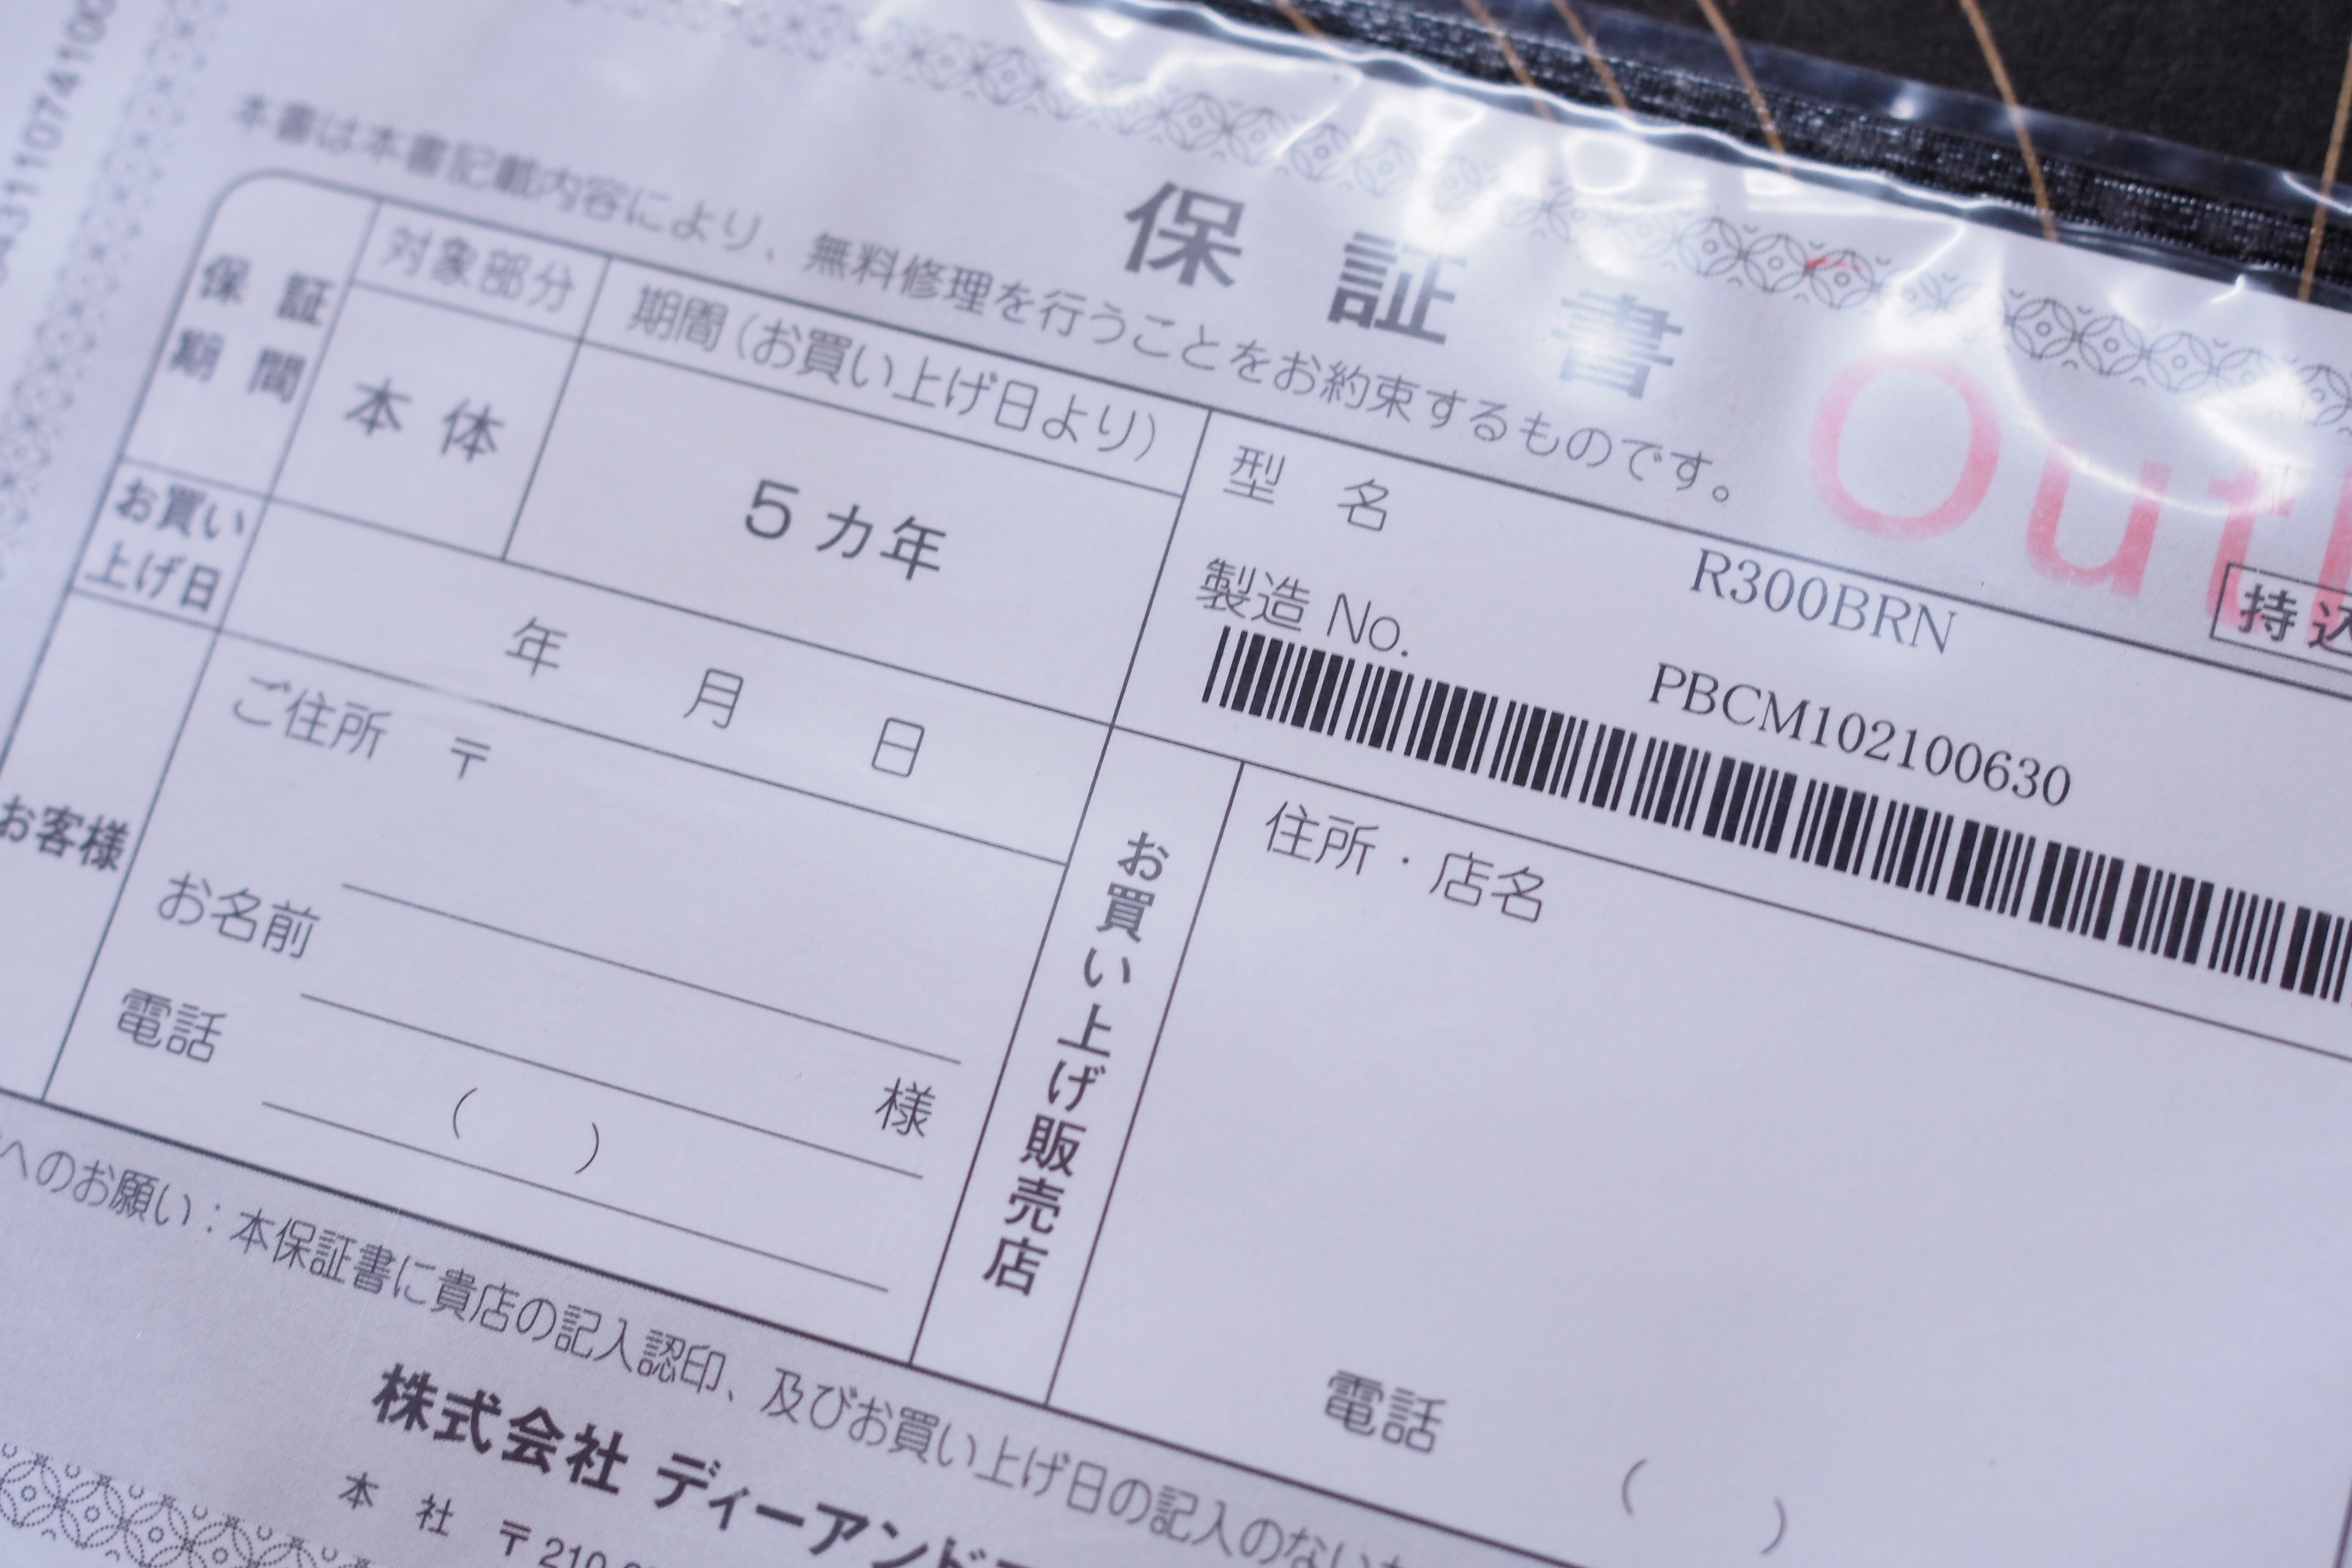 保証書
本書は本書記載内容により、無料修理を行うことをお約束するものです。
持込
保証期間
対象部分
期間(お買い上げ日より)
本体
5カ年
型名
R300BRN
製造 No.
PBCM102100630
お買い上げ日
年 月 日
お客様
ご住所 〒
お名前
様
電話
( )
お買い上げ販売店
住所・店名
電話
( )
へのお願い：本保証書に貴店の記入認印、及びお買い上げ日の記入のない
株式会社 ディーアンド
本社 〒210